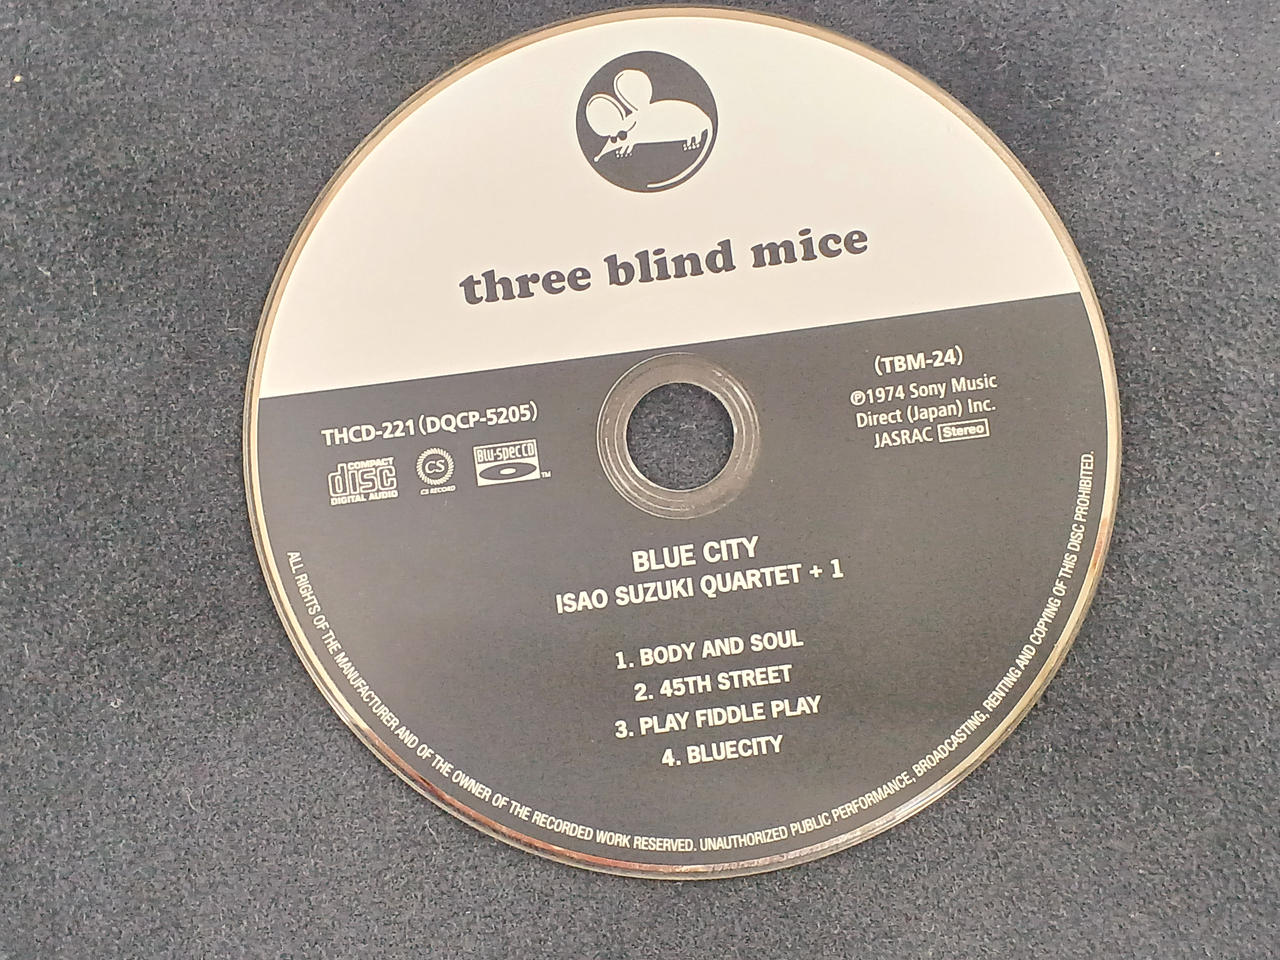 three blind mice
THCD-221(DQCP-5205)
COMPACT
disc
DIGITAL AUDIO
CS
CS RECORD
Blu-spec CD
TM
(TBM-24)
Ⓟ1974 Sony Music
Direct (Japan) Inc.
JASRAC Stereo
BLUE CITY
ISAO SUZUKI QUARTET + 1
1. BODY AND SOUL
2. 45TH STREET
3. PLAY FIDDLE PLAY
4. BLUECITY
ALL RIGHTS OF THE MANUFACTURER AND OF THE OWNER OF THE RECORDED WORK RESERVED. UNAUTHORIZED PUBLIC PERFORMANCE, BROADCASTING, RENTING AND COPYING OF THIS DISC PROHIBITED.